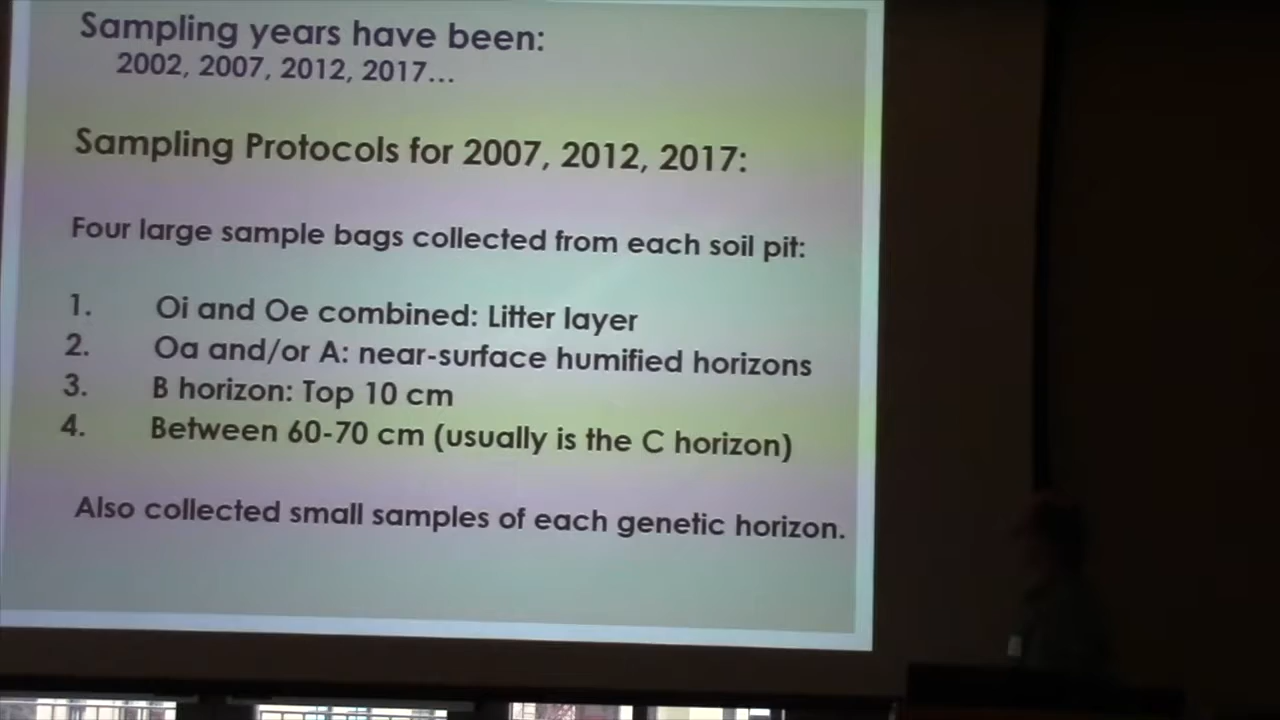 Sampling years have been:
2002, 2007, 2012, 2017...
Sampling Protocols for 2007, 2012, 2017:
Four large sample bags collected from each soil pit:
1. Oi and Oe combined: Litter layer
2. Oa and/or A: near-surface humified horizons
3. B horizon: Top 10 cm
4. Between 60-70 cm (usually is the C horizon)
Also collected small samples of each genetic horizon.